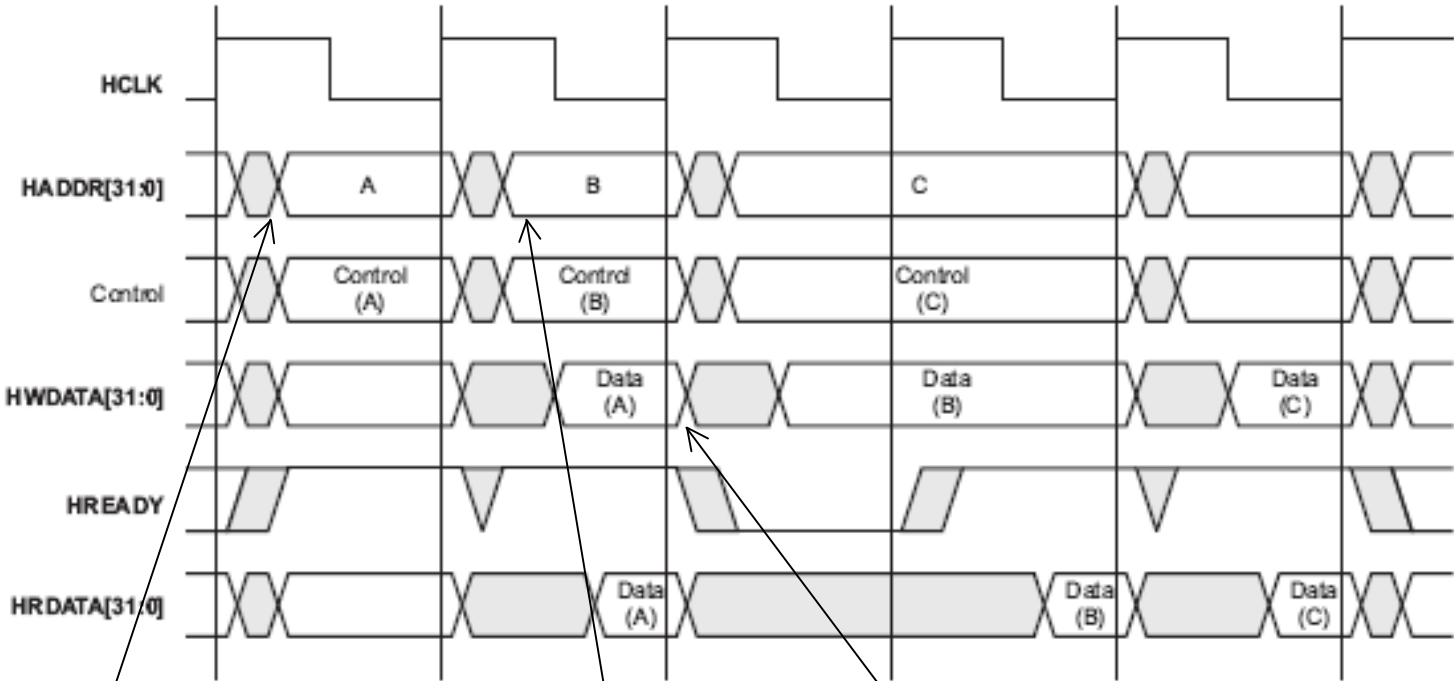 HCLK
HADDR[31:0]
A
B
C
Control
Control
(A)
Control
(B)
Control
(C)
HWDATA[31:0]
Data
(A)
Data
(B)
Data
(C)
HREADY
HRDATA[31:0]
Data
(A)
Data
(B)
Data
(C)